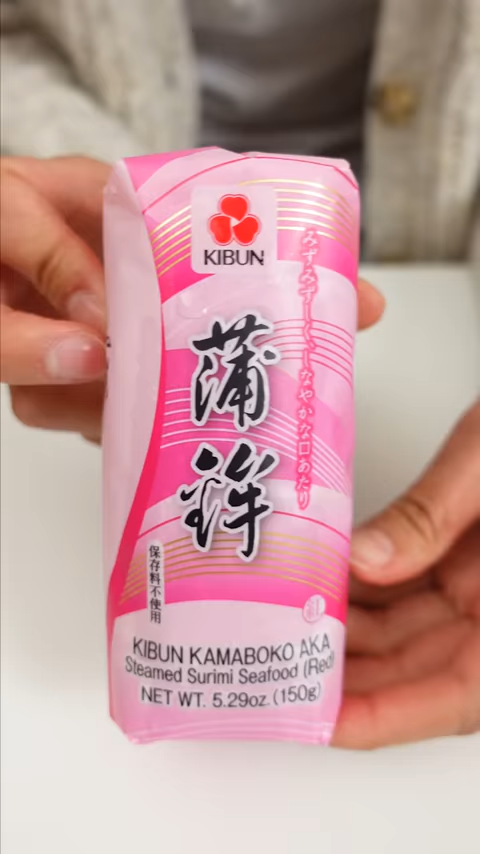 KIBUN
みずみずしく、しなやかな口あたり
蒲鉾
保存料不使用
紅
KIBUN KAMABOKO AKA
Steamed Surimi Seafood (Red)
NET WT. 5.29oz. (150g)